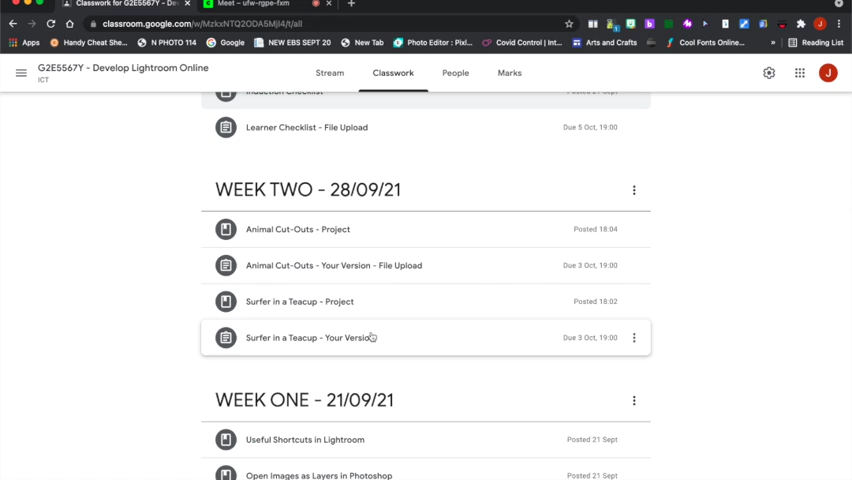 Classwork for G2E5567Y - Develop
Meet – ufw-rgpe-fxm
classroom.google.com/w/MzkxNTQ2ODA5MjI4/t/all
Apps
Handy Cheat She...
N PHOTO 114
Google
NEW EBS SEPT 20
New Tab
Photo Editor : Pixl...
Covid Control | Int...
Arts and Crafts
Cool Fonts Online...
»
Reading List
G2E5567Y - Develop Lightroom Online
ICT
Stream
Classwork
People
Marks
J
J
Induction Checklist
Posted 21 Sept
Learner Checklist - File Upload
Due 5 Oct, 19:00
WEEK TWO - 28/09/21
Animal Cut-Outs - Project
Posted 18:04
Animal Cut-Outs - Your Version - File Upload
Due 3 Oct, 19:00
Surfer in a Teacup - Project
Posted 18:02
Surfer in a Teacup - Your Version
Due 3 Oct, 19:00
WEEK ONE - 21/09/21
Useful Shortcuts in Lightroom
Posted 21 Sept
Open Images as Layers in Photoshop
Posted 21 Sept